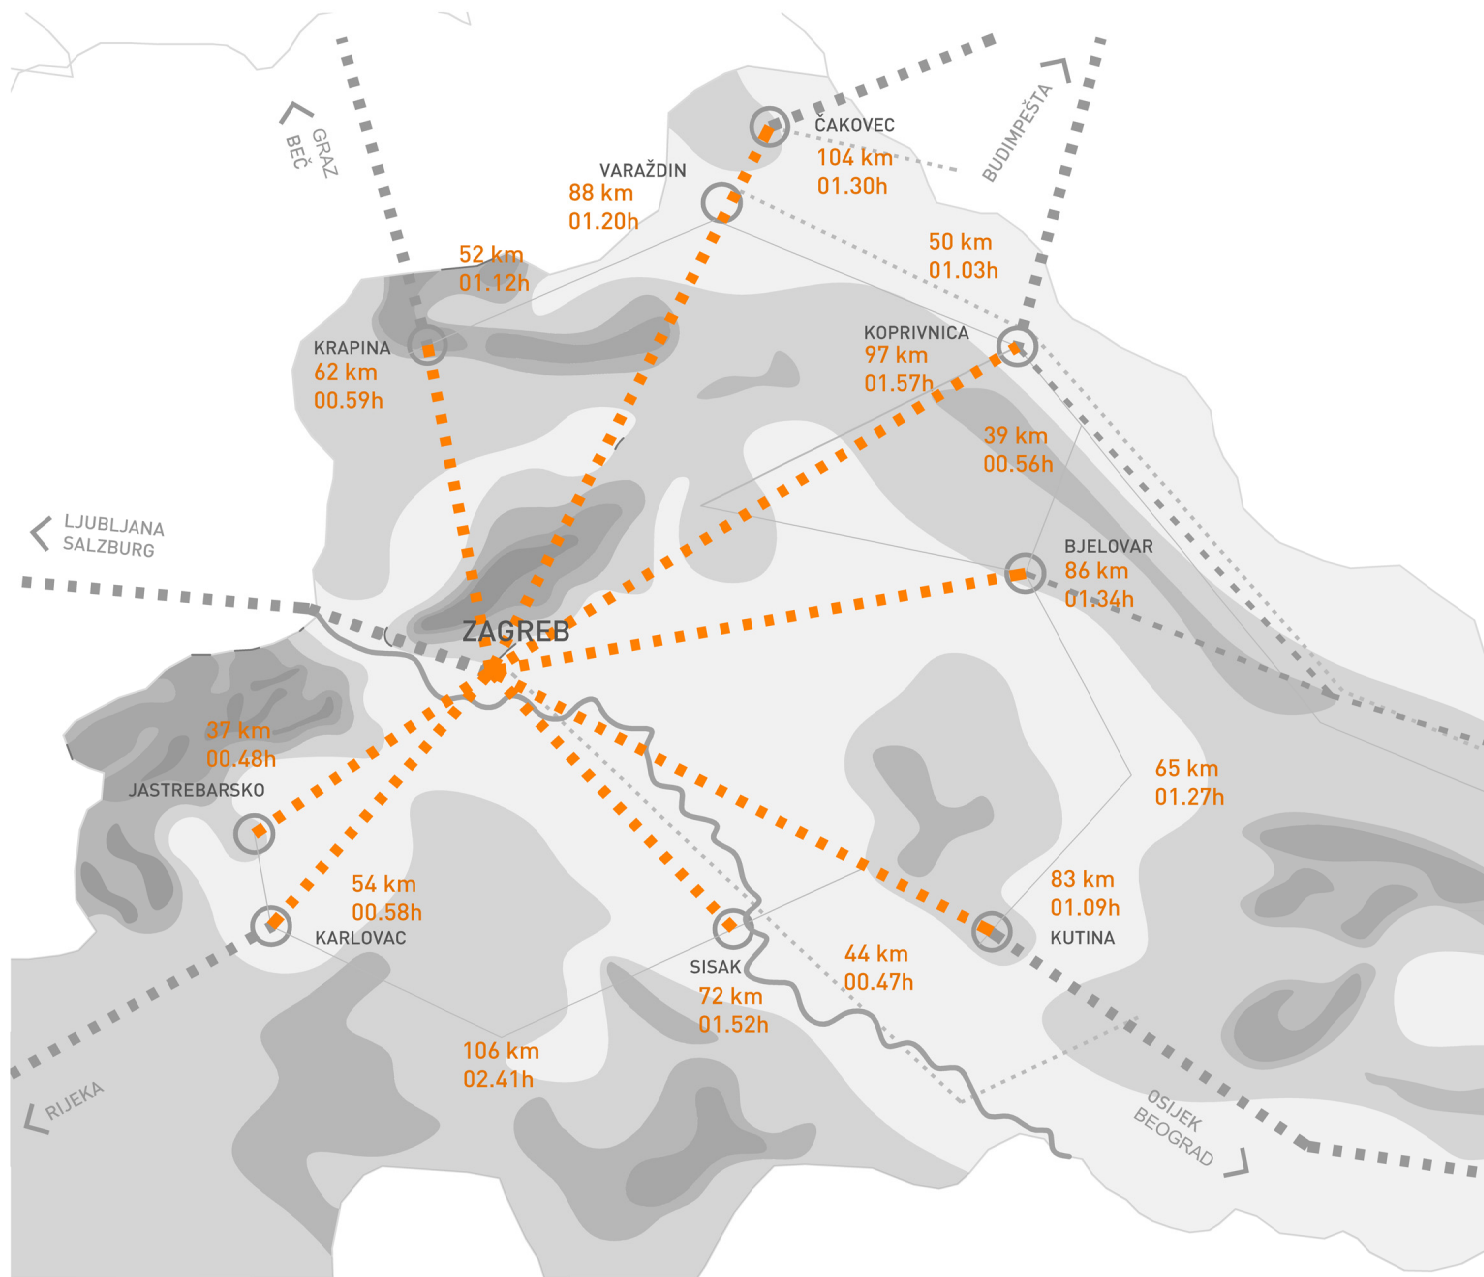 GRAZ
BEČ
BUDIMPEŠTA
ČAKOVEC
104 km
01.30h
VARAŽDIN
88 km
01.20h
52 km
01.12h
50 km
01.03h
KRAPINA
62 km
00.59h
KOPRIVNICA
97 km
01.57h
39 km
00.56h
LJUBLJANA
SALZBURG
BJELOVAR
86 km
01.34h
ZAGREB
37 km
00.48h
JASTREBARSKO
65 km
01.27h
54 km
00.58h
KARLOVAC
83 km
01.09h
KUTINA
SISAK
72 km
01.52h
44 km
00.47h
106 km
02.41h
RIJEKA
OSIJEK
BEOGRAD